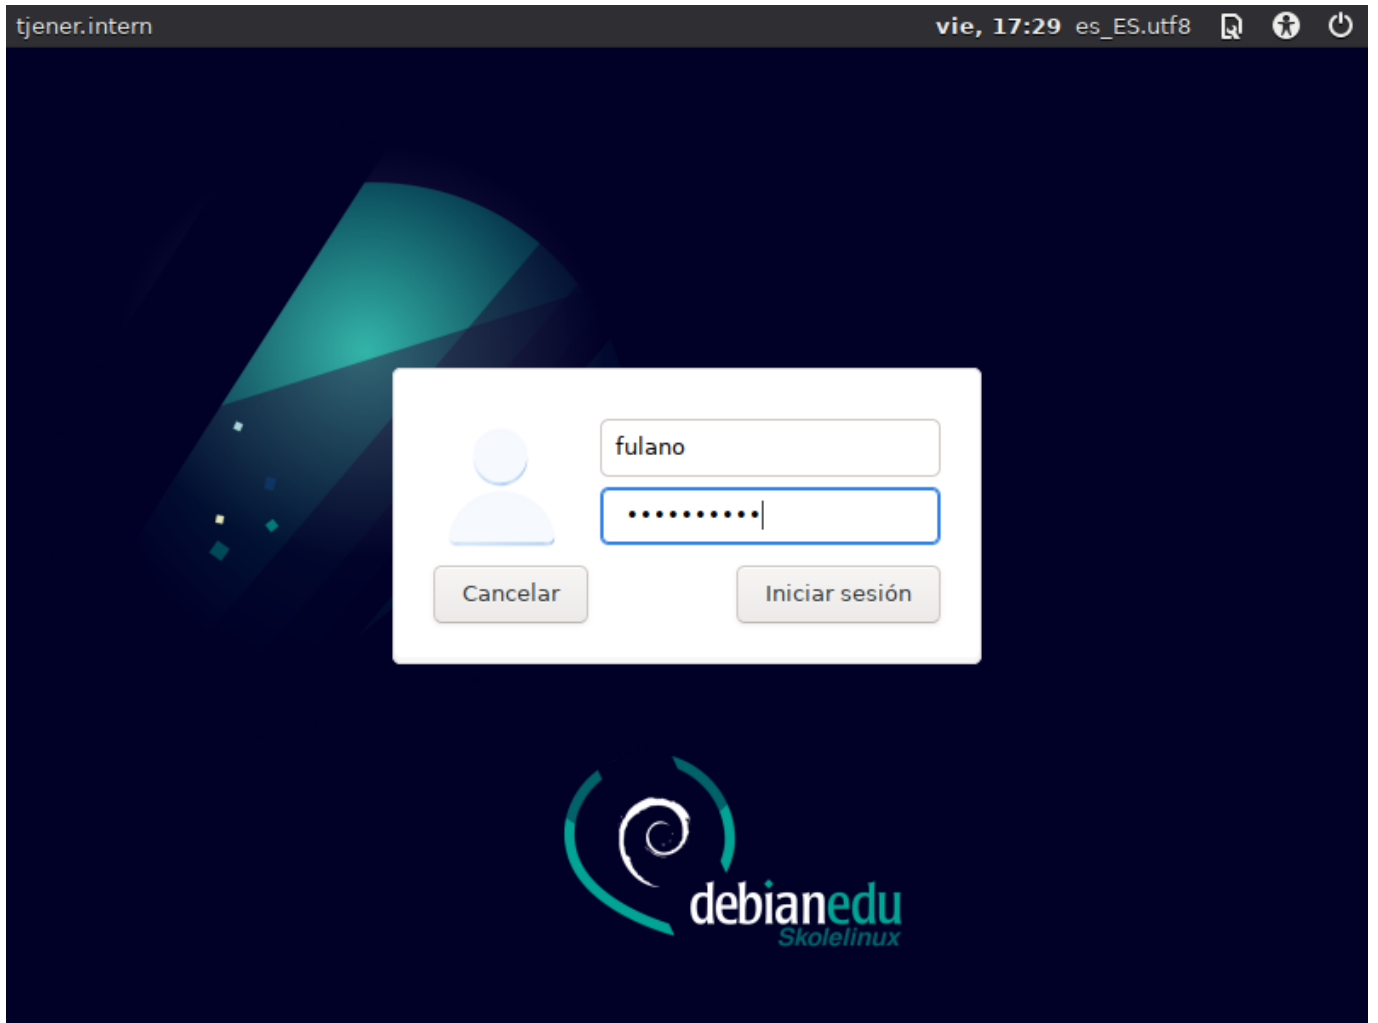 tjener.intern
vie, 17:29 es_ES.utf8
fulano
••••••••••
Cancelar
Iniciar sesión
debianedu
Skolelinux